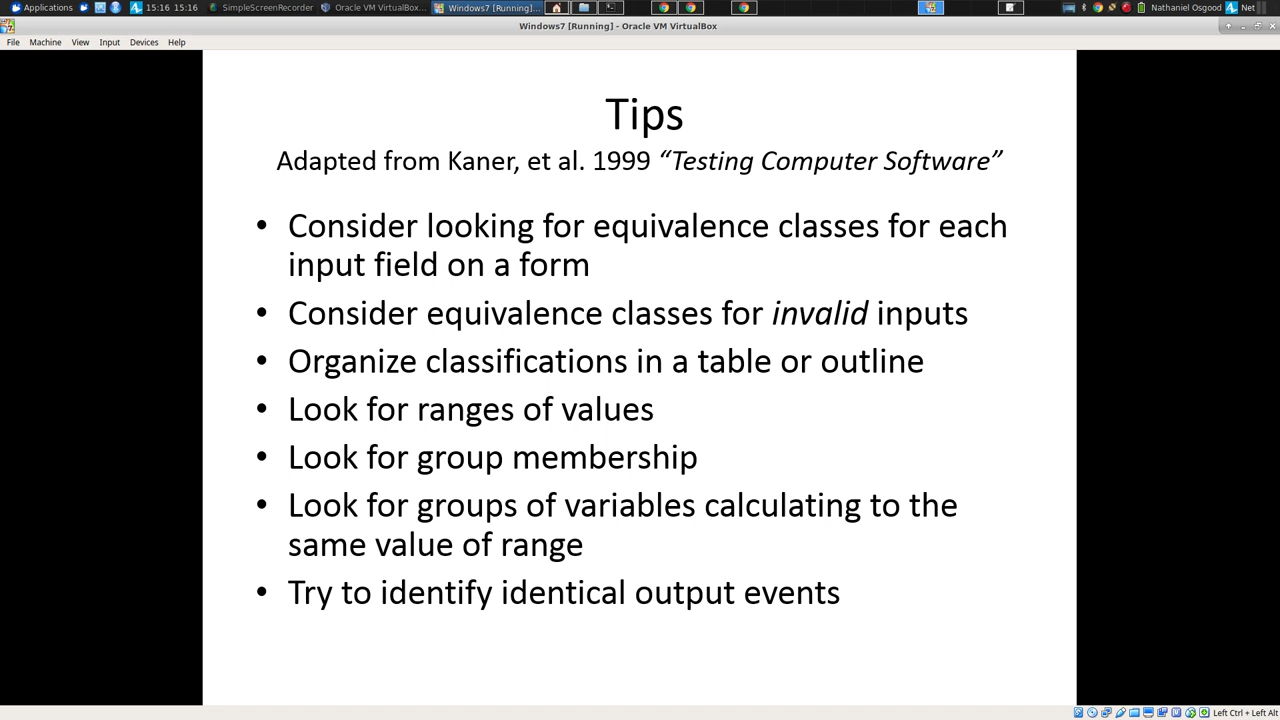 Applications 15:16 15:16 SimpleScreenRecorder Oracle VM VirtualBox... Windows7 [Running]... Nathaniel Osgood Net
Windows7 [Running] - Oracle VM VirtualBox
File Machine View Input Devices Help
Tips
Adapted from Kaner, et al. 1999 “Testing Computer Software”
• Consider looking for equivalence classes for each
input field on a form
• Consider equivalence classes for invalid inputs
• Organize classifications in a table or outline
• Look for ranges of values
• Look for group membership
• Look for groups of variables calculating to the
same value of range
• Try to identify identical output events
Left Ctrl + Left Alt